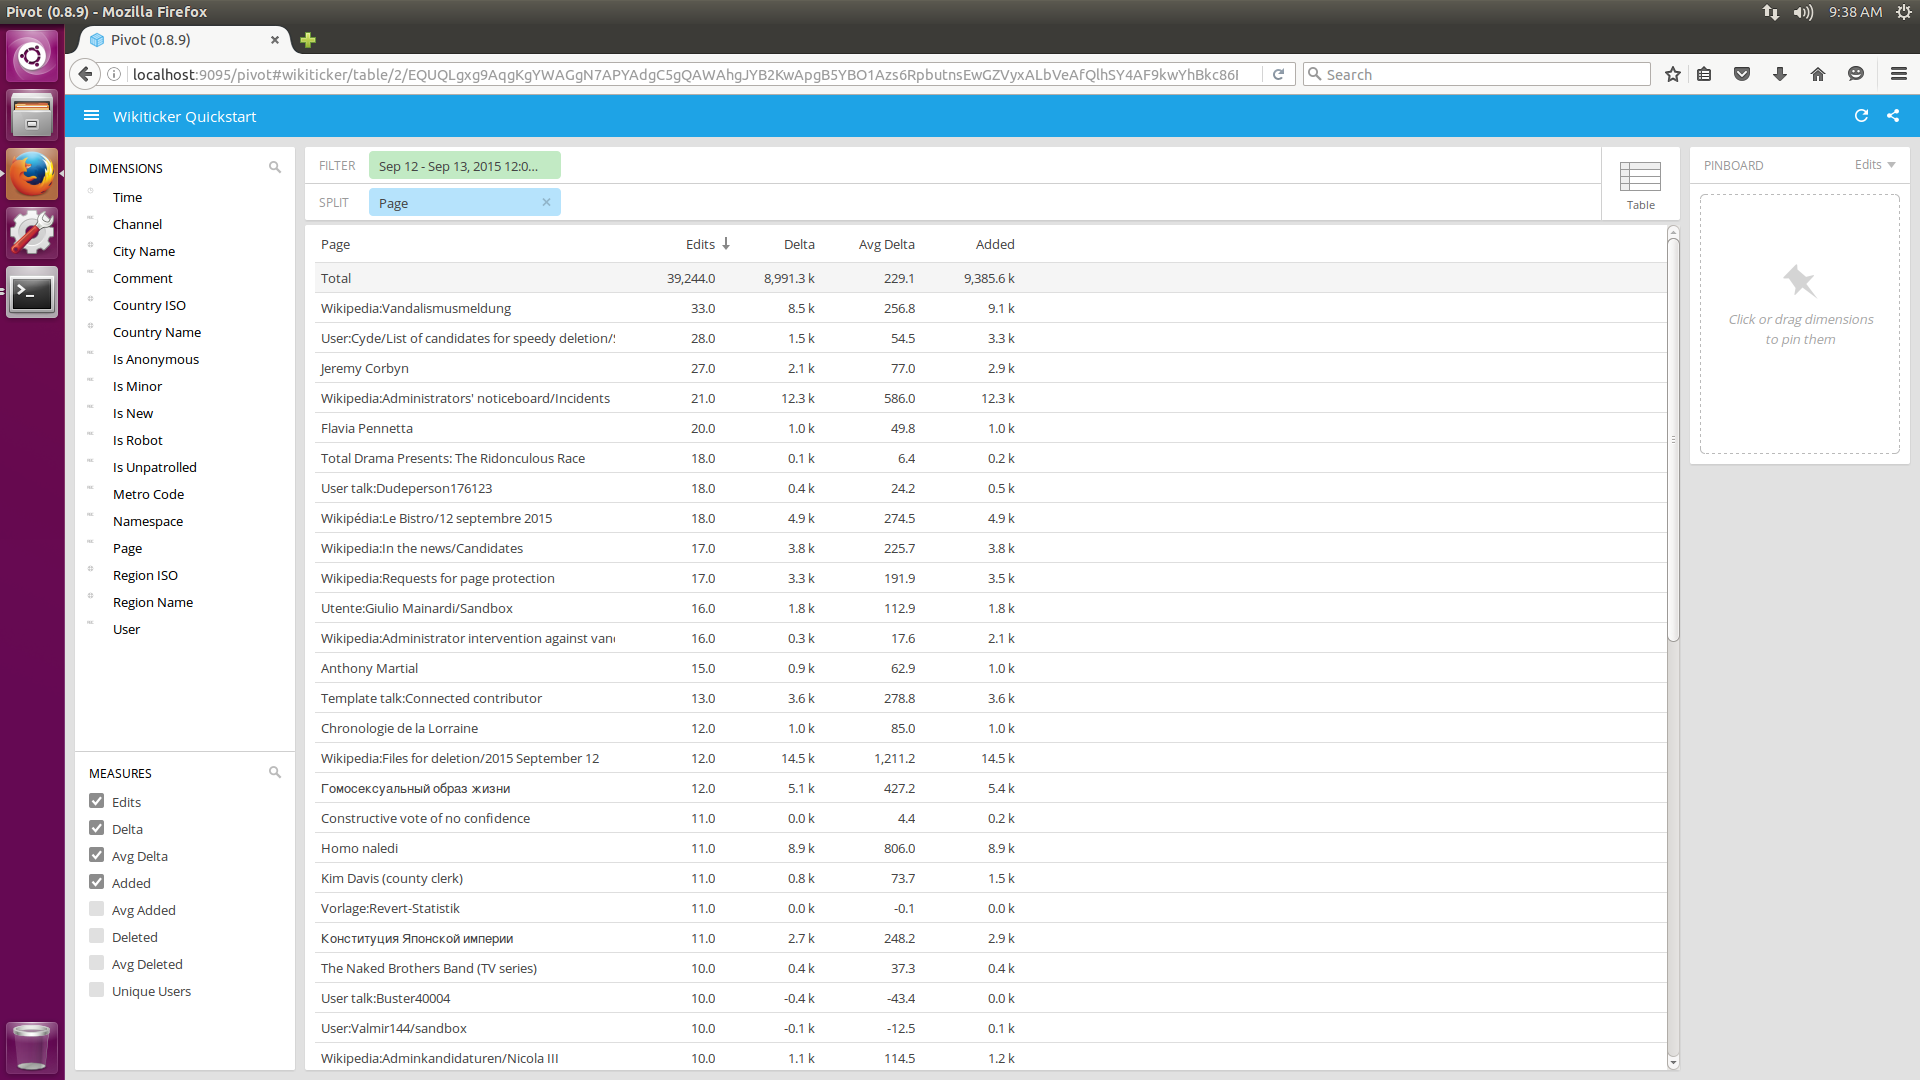 Pivot (0.8.9) - Mozilla Firefox
9:38 AM
Pivot (0.8.9)
localhost:9095/pivot#wikiticker/table/2/EQUQLgxg9AqgKgYWAGgN7APYAdgC5gQAWAhgJYB2KwApgB5YBO1Azs6RpbutnsEwGZVyxALbVeAfQlhSY4AF9kwYhBkc86I
Search
Wikiticker Quickstart
DIMENSIONS
Time
Channel
City Name
Comment
Country ISO
Country Name
Is Anonymous
Is Minor
Is New
Is Robot
Is Unpatrolled
Metro Code
Namespace
Page
Region ISO
Region Name
User
MEASURES
Edits
Delta
Avg Delta
Added
Avg Added
Deleted
Avg Deleted
Unique Users
FILTER Sep 12 - Sep 13, 2015 12:0...
SPLIT Page
Table
Page Edits Delta Avg Delta Added
Total 39,244.0 8,991.3 k 229.1 9,385.6 k
Wikipedia:Vandalismusmeldung 33.0 8.5 k 256.8 9.1 k
User:Cyde/List of candidates for speedy deletion/ 28.0 1.5 k 54.5 3.3 k
Jeremy Corbyn 27.0 2.1 k 77.0 2.9 k
Wikipedia:Administrators' noticeboard/Incidents 21.0 12.3 k 586.0 12.3 k
Flavia Pennetta 20.0 1.0 k 49.8 1.0 k
Total Drama Presents: The Ridonculous Race 18.0 0.1 k 6.4 0.2 k
User talk:Dudeperson176123 18.0 0.4 k 24.2 0.5 k
Wikipédia:Le Bistro/12 septembre 2015 18.0 4.9 k 274.5 4.9 k
Wikipedia:In the news/Candidates 17.0 3.8 k 225.7 3.8 k
Wikipedia:Requests for page protection 17.0 3.3 k 191.9 3.5 k
Utente:Giulio Mainardi/Sandbox 16.0 1.8 k 112.9 1.8 k
Wikipedia:Administrator intervention against van 16.0 0.3 k 17.6 2.1 k
Anthony Martial 15.0 0.9 k 62.9 1.0 k
Template talk:Connected contributor 13.0 3.6 k 278.8 3.6 k
Chronologie de la Lorraine 12.0 1.0 k 85.0 1.0 k
Wikipedia:Files for deletion/2015 September 12 12.0 14.5 k 1,211.2 14.5 k
Гомосексуальный образ жизни 12.0 5.1 k 427.2 5.4 k
Constructive vote of no confidence 11.0 0.0 k 4.4 0.2 k
Homo naledi 11.0 8.9 k 806.0 8.9 k
Kim Davis (county clerk) 11.0 0.8 k 73.7 1.5 k
Vorlage:Revert-Statistik 11.0 0.0 k -0.1 0.0 k
Конституция Японской империи 11.0 2.7 k 248.2 2.9 k
The Naked Brothers Band (TV series) 10.0 0.4 k 37.3 0.4 k
User talk:Buster40004 10.0 -0.4 k -43.4 0.0 k
User:Valmir144/sandbox 10.0 -0.1 k -12.5 0.1 k
Wikipedia:Adminkandidaturen/Nicola III 10.0 1.1 k 114.5 1.2 k
PINBOARD Edits
Click or drag dimensions
to pin them